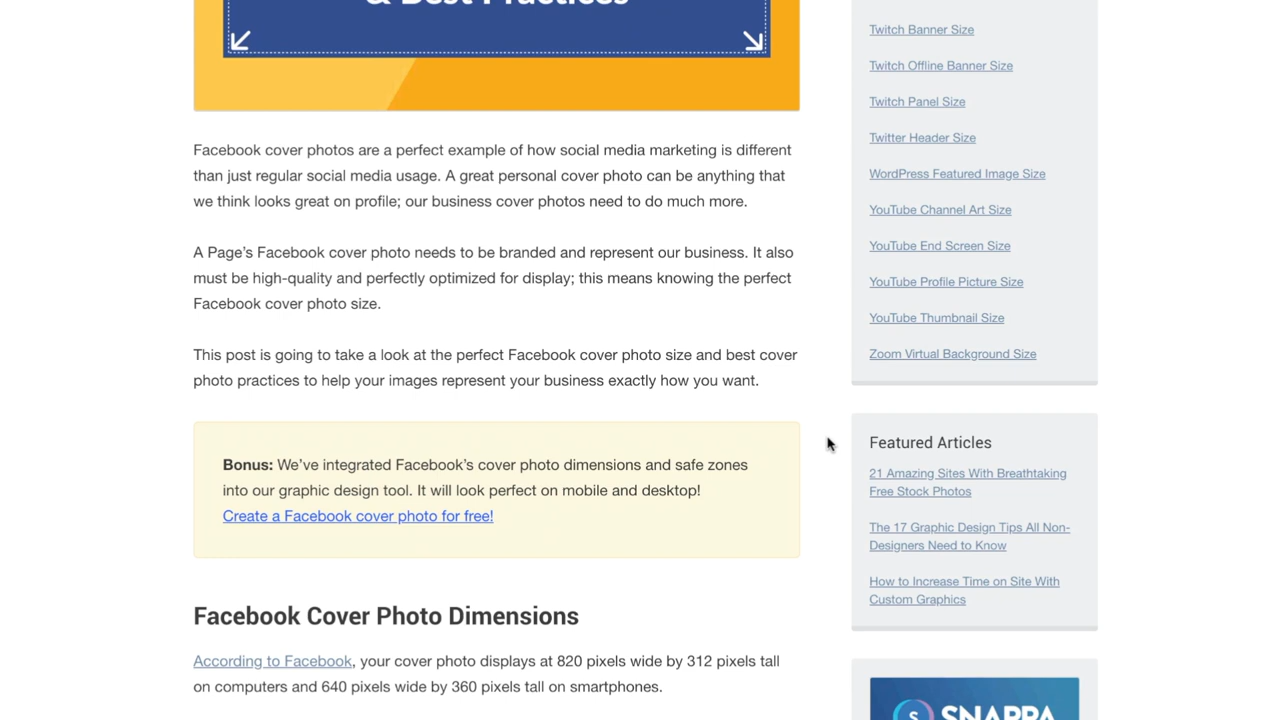 & Best Practices
Facebook cover photos are a perfect example of how social media marketing is different
than just regular social media usage. A great personal cover photo can be anything that
we think looks great on profile; our business cover photos need to do much more.
A Page’s Facebook cover photo needs to be branded and represent our business. It also
must be high-quality and perfectly optimized for display; this means knowing the perfect
Facebook cover photo size.
This post is going to take a look at the perfect Facebook cover photo size and best cover
photo practices to help your images represent your business exactly how you want.
Bonus: We’ve integrated Facebook’s cover photo dimensions and safe zones
into our graphic design tool. It will look perfect on mobile and desktop!
Create a Facebook cover photo for free!
Facebook Cover Photo Dimensions
According to Facebook, your cover photo displays at 820 pixels wide by 312 pixels tall
on computers and 640 pixels wide by 360 pixels tall on smartphones.
Twitch Banner Size
Twitch Offline Banner Size
Twitch Panel Size
Twitter Header Size
WordPress Featured Image Size
YouTube Channel Art Size
YouTube End Screen Size
YouTube Profile Picture Size
YouTube Thumbnail Size
Zoom Virtual Background Size
Featured Articles
21 Amazing Sites With Breathtaking
Free Stock Photos
The 17 Graphic Design Tips All Non-
Designers Need to Know
How to Increase Time on Site With
Custom Graphics
S SNAPPA